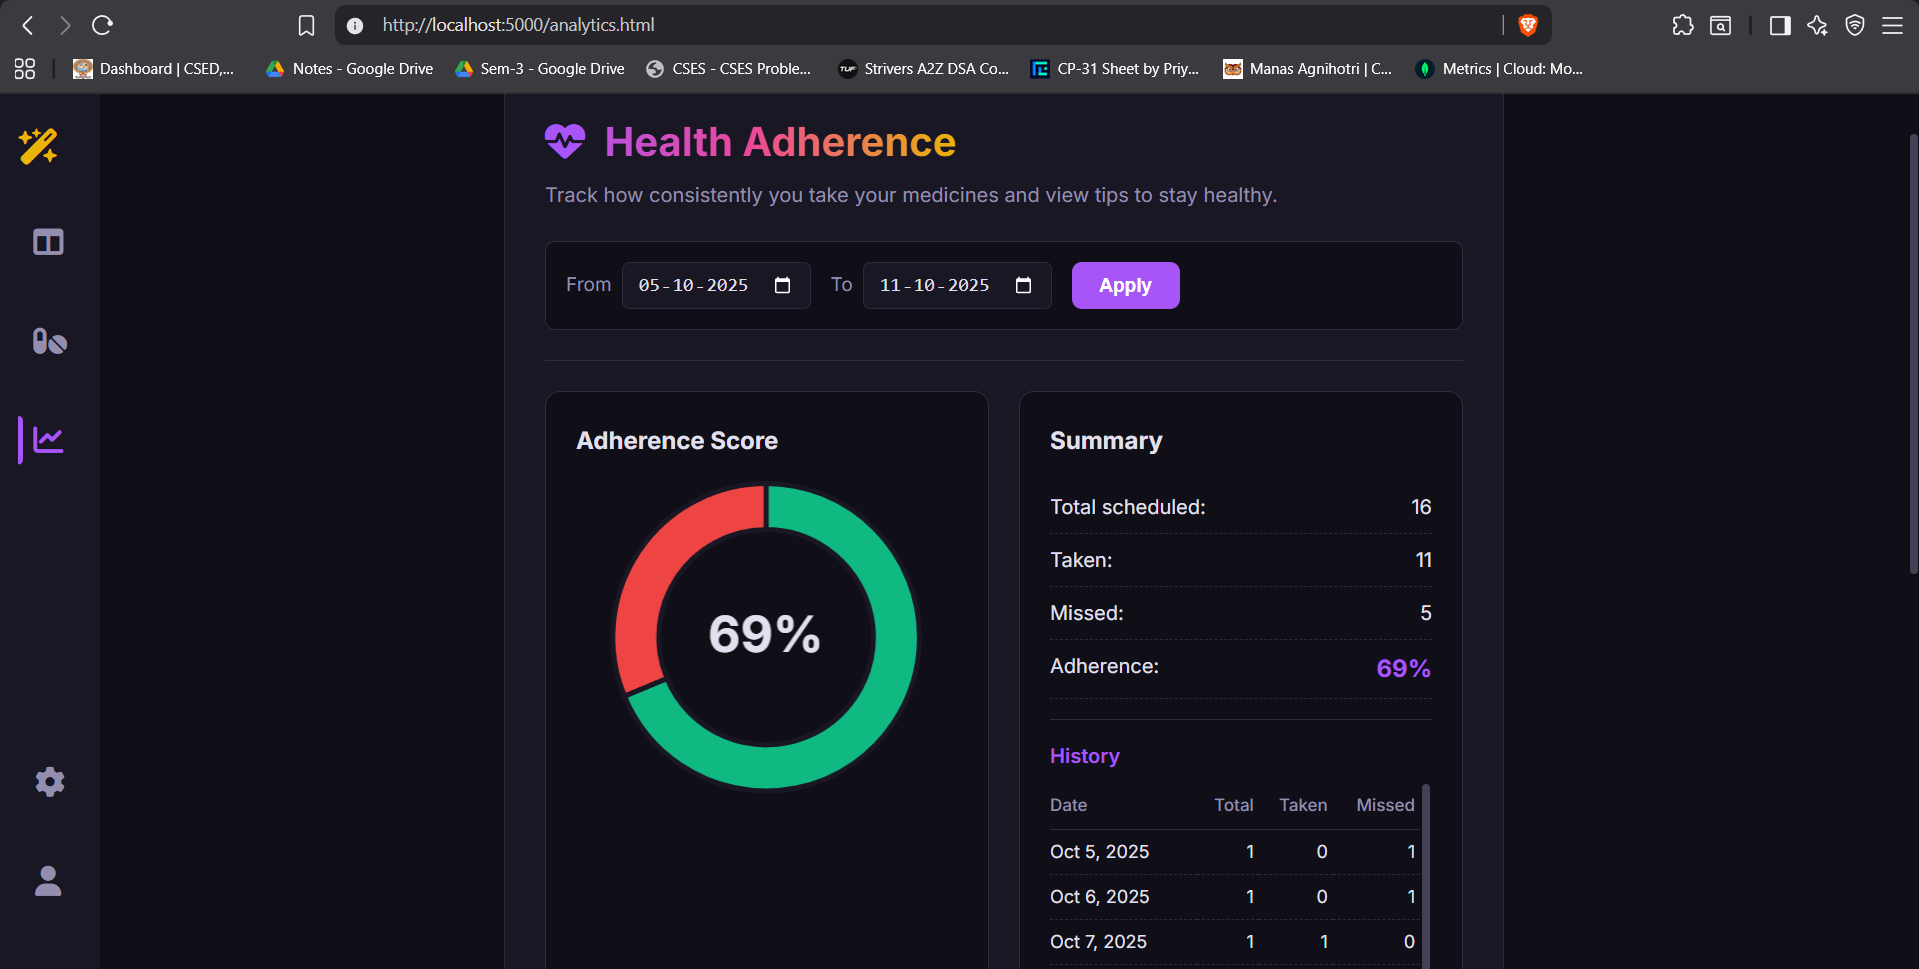 http://localhost:5000/analytics.html
Dashboard | CSED,...
Notes - Google Drive
Sem-3 - Google Drive
CSES - CSES Proble...
TUF
Strivers A2Z DSA Co...
CP-31 Sheet by Priy...
Manas Agnihotri | C...
Metrics | Cloud: Mo...
Health Adherence
Track how consistently you take your medicines and view tips to stay healthy.
From 05-10-2025 To 11-10-2025 Apply
Adherence Score
69%
Summary
Total scheduled: 16
Taken: 11
Missed: 5
Adherence: 69%
History
Date Total Taken Missed
Oct 5, 2025 1 0 1
Oct 6, 2025 1 0 1
Oct 7, 2025 1 1 0